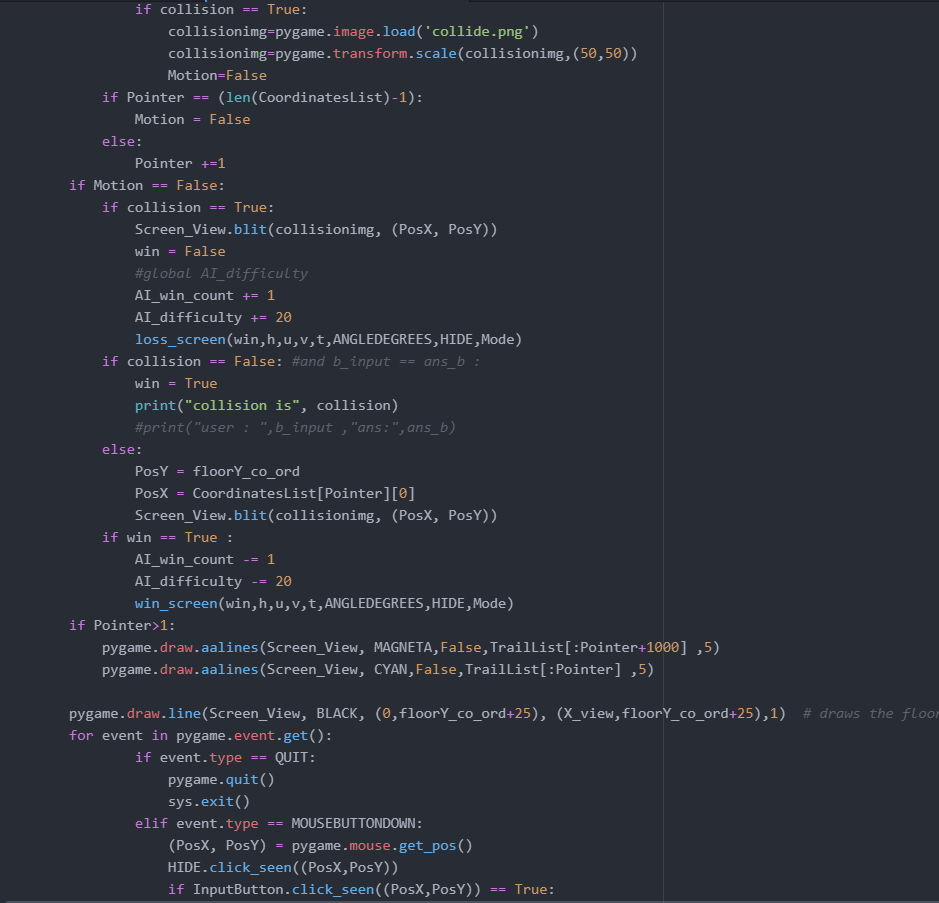 if collision == True:
collisionimg=pygame.image.load('collide.png')
collisionimg=pygame.transform.scale(collisionimg,(50,50))
Motion=False
if Pointer == (len(CoordinatesList)-1):
Motion = False
else:
Pointer +=1
if Motion == False:
if collision == True:
Screen_View.blit(collisionimg, (PosX, PosY))
win = False
#global AI_difficulty
AI_win_count += 1
AI_difficulty += 20
loss_screen(win,h,u,v,t,ANGLEDEGREES,HIDE,Mode)
if collision == False: #and b_input == ans_b :
win = True
print("collision is", collision)
#print("user : ",b_input ,"ans:",ans_b)
else:
PosY = floorY_co_ord
PosX = CoordinatesList[Pointer][0]
Screen_View.blit(collisionimg, (PosX, PosY))
if win == True :
AI_win_count -= 1
AI_difficulty -= 20
win_screen(win,h,u,v,t,ANGLEDEGREES,HIDE,Mode)
if Pointer>1:
pygame.draw.aalines(Screen_View, MAGNETA,False,TrailList[:Pointer+1000] ,5)
pygame.draw.aalines(Screen_View, CYAN,False,TrailList[:Pointer] ,5)
pygame.draw.line(Screen_View, BLACK, (0,floorY_co_ord+25), (X_view,floorY_co_ord+25),1)  # draws the floor
for event in pygame.event.get():
if event.type == QUIT:
pygame.quit()
sys.exit()
elif event.type == MOUSEBUTTONDOWN:
(PosX, PosY) = pygame.mouse.get_pos()
HIDE.click_seen((PosX,PosY))
if InputButton.click_seen((PosX,PosY)) == True: